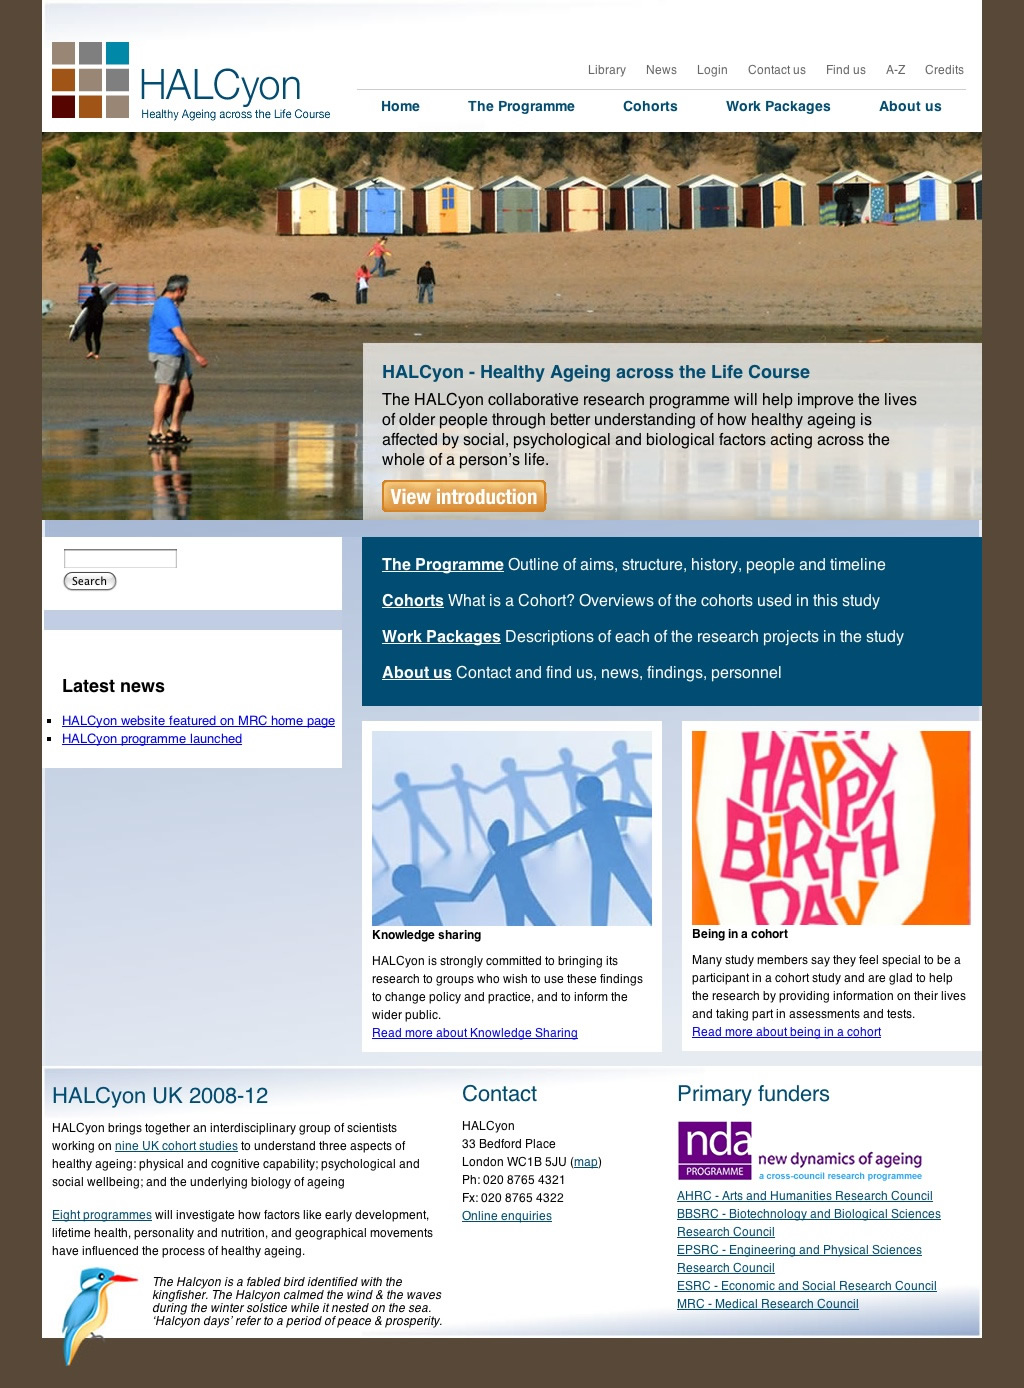 HALCyon
Healthy Ageing across the Life Course
Library News Login Contact us Find us A-Z Credits
Home The Programme Cohorts Work Packages About us
HALCyon - Healthy Ageing across the Life Course
The HALCyon collaborative research programme will help improve the lives
of older people through better understanding of how healthy ageing is
affected by social, psychological and biological factors acting across the
whole of a person's life.
View introduction
Search
Latest news
HALCyon website featured on MRC home page
HALCyon programme launched
The Programme Outline of aims, structure, history, people and timeline
Cohorts What is a Cohort? Overviews of the cohorts used in this study
Work Packages Descriptions of each of the research projects in the study
About us Contact and find us, news, findings, personnel
Knowledge sharing
HALCyon is strongly committed to bringing its
research to groups who wish to use these findings
to change policy and practice, and to inform the
wider public.
Read more about Knowledge Sharing
HAPPY
BiRTH
DAY
Being in a cohort
Many study members say they feel special to be a
participant in a cohort study and are glad to help
the research by providing information on their lives
and taking part in assessments and tests.
Read more about being in a cohort
HALCyon UK 2008-12
HALCyon brings together an interdisciplinary group of scientists
working on nine UK cohort studies to understand three aspects of
healthy ageing: physical and cognitive capability; psychological and
social wellbeing; and the underlying biology of ageing
Eight programmes will investigate how factors like early development,
lifetime health, personality and nutrition, and geographical movements
have influenced the process of healthy ageing.
The Halcyon is a fabled bird identified with the
kingfisher. The Halcyon calmed the wind & the waves
during the winter solstice while it nested on the sea.
'Halcyon days' refer to a period of peace & prosperity.
Contact
HALCyon
33 Bedford Place
London WC1B 5JU (map)
Ph: 020 8765 4321
Fx: 020 8765 4322
Online enquiries
Primary funders
nda
PROGRAMME
new dynamics of ageing
a cross-council research programme
AHRC - Arts and Humanities Research Council
BBSRC - Biotechnology and Biological Sciences
Research Council
EPSRC - Engineering and Physical Sciences
Research Council
ESRC - Economic and Social Research Council
MRC - Medical Research Council